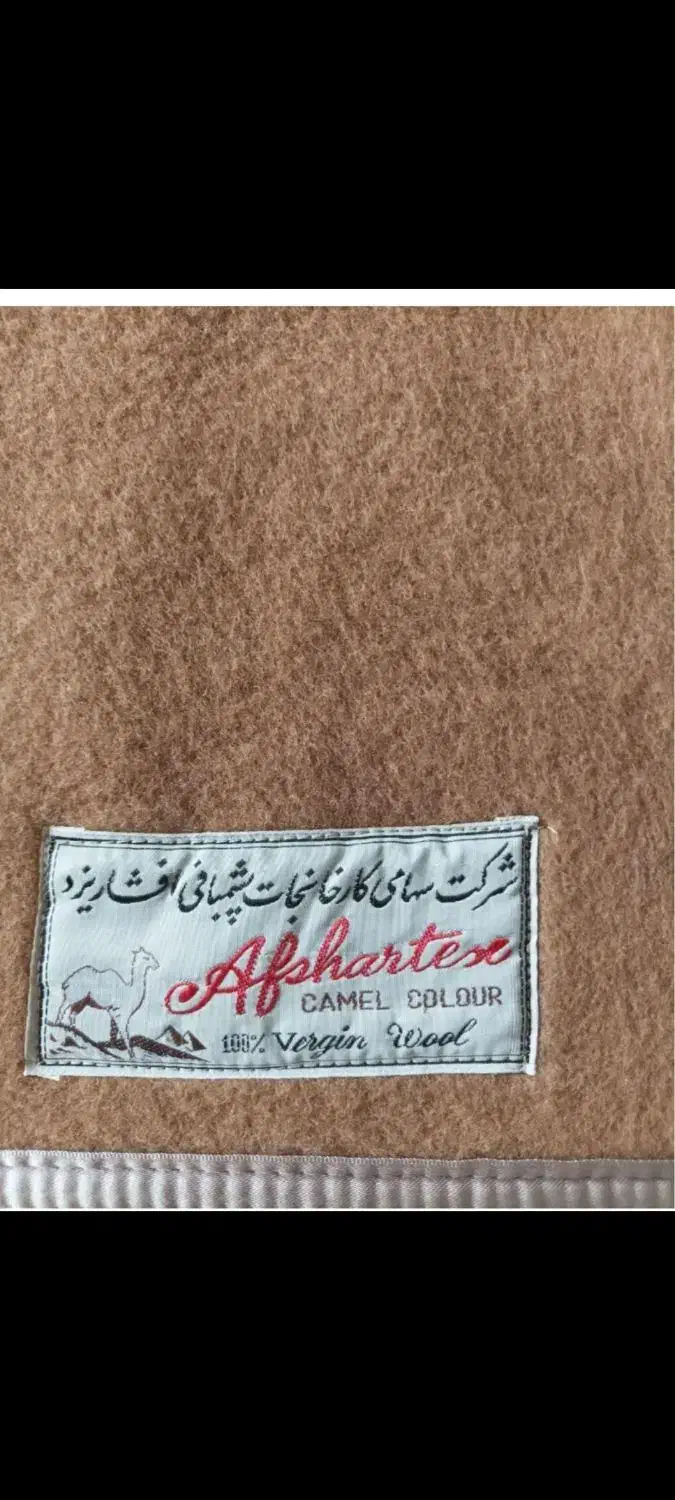 شرکت سهامی کارخانجات پشمبافی افشار یزد
Afshartex
CAMEL COLOUR
100% Vergin Wool